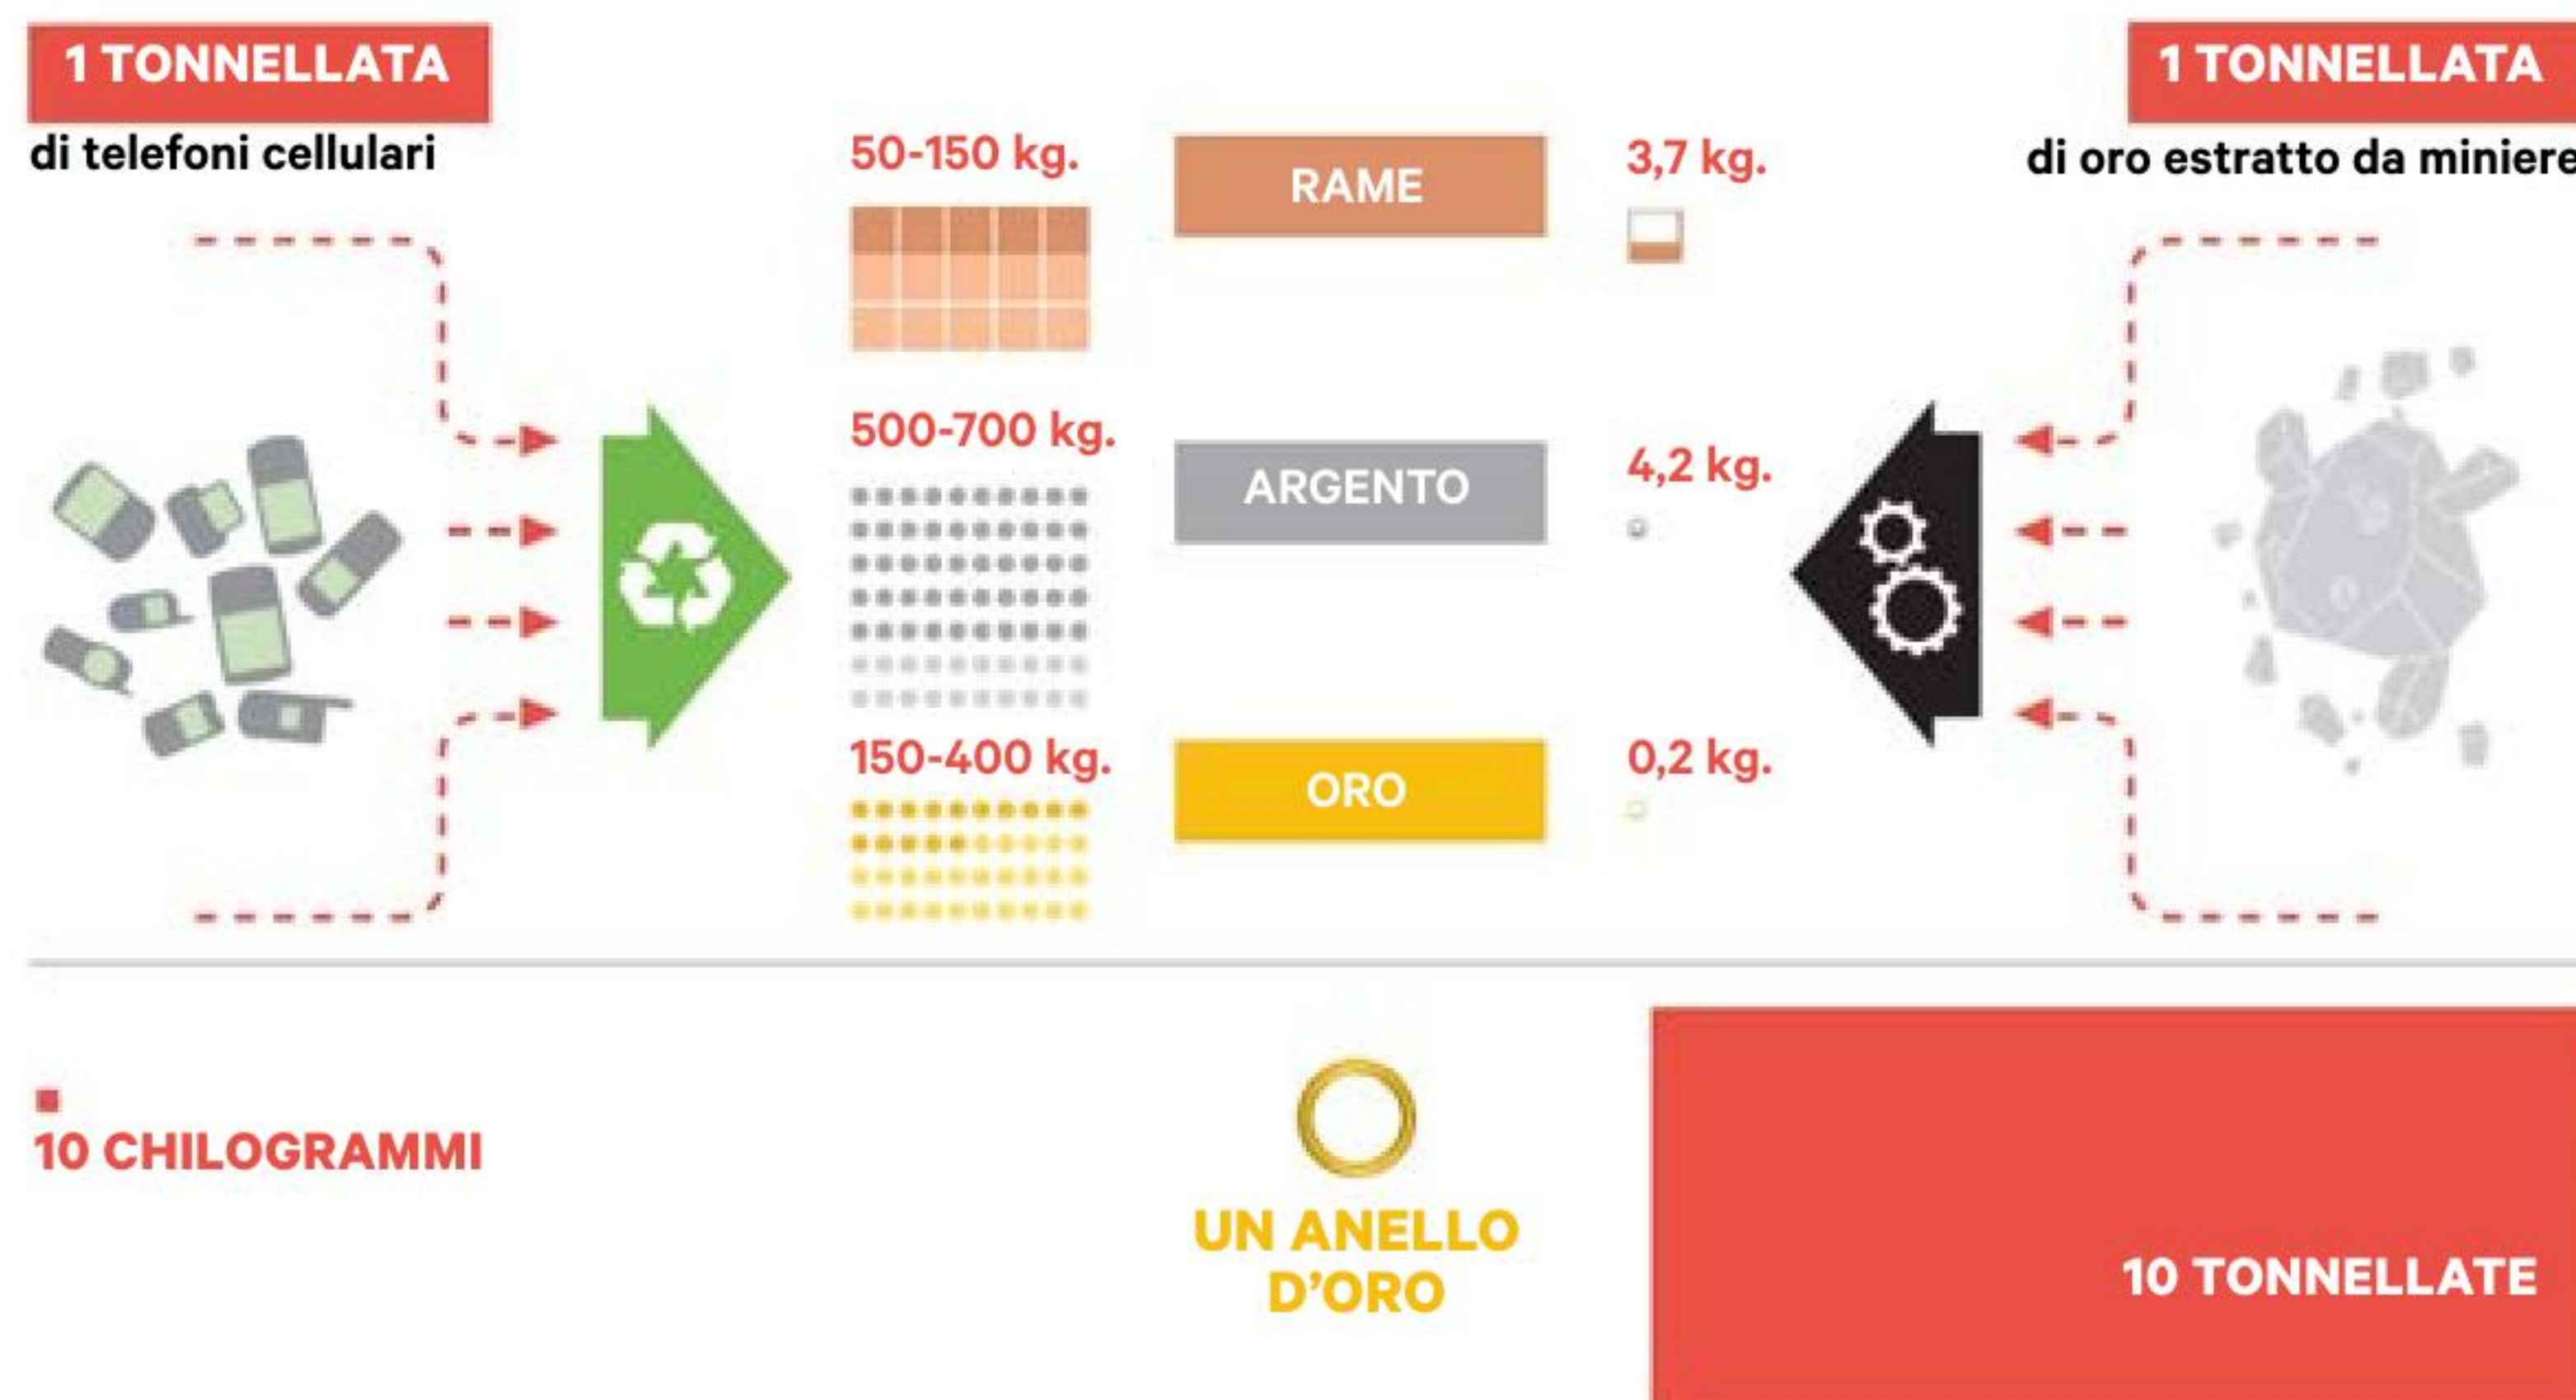 1 TONNELLATA
di telefoni cellulari
50-150 kg.
RAME
3,7 kg.
1 TONNELLATA
di oro estratto da miniere
500-700 kg.
ARGENTO
4,2 kg.
150-400 kg.
ORO
0,2 kg.
10 CHILOGRAMMI
UN ANELLO
D'ORO
10 TONNELLATE